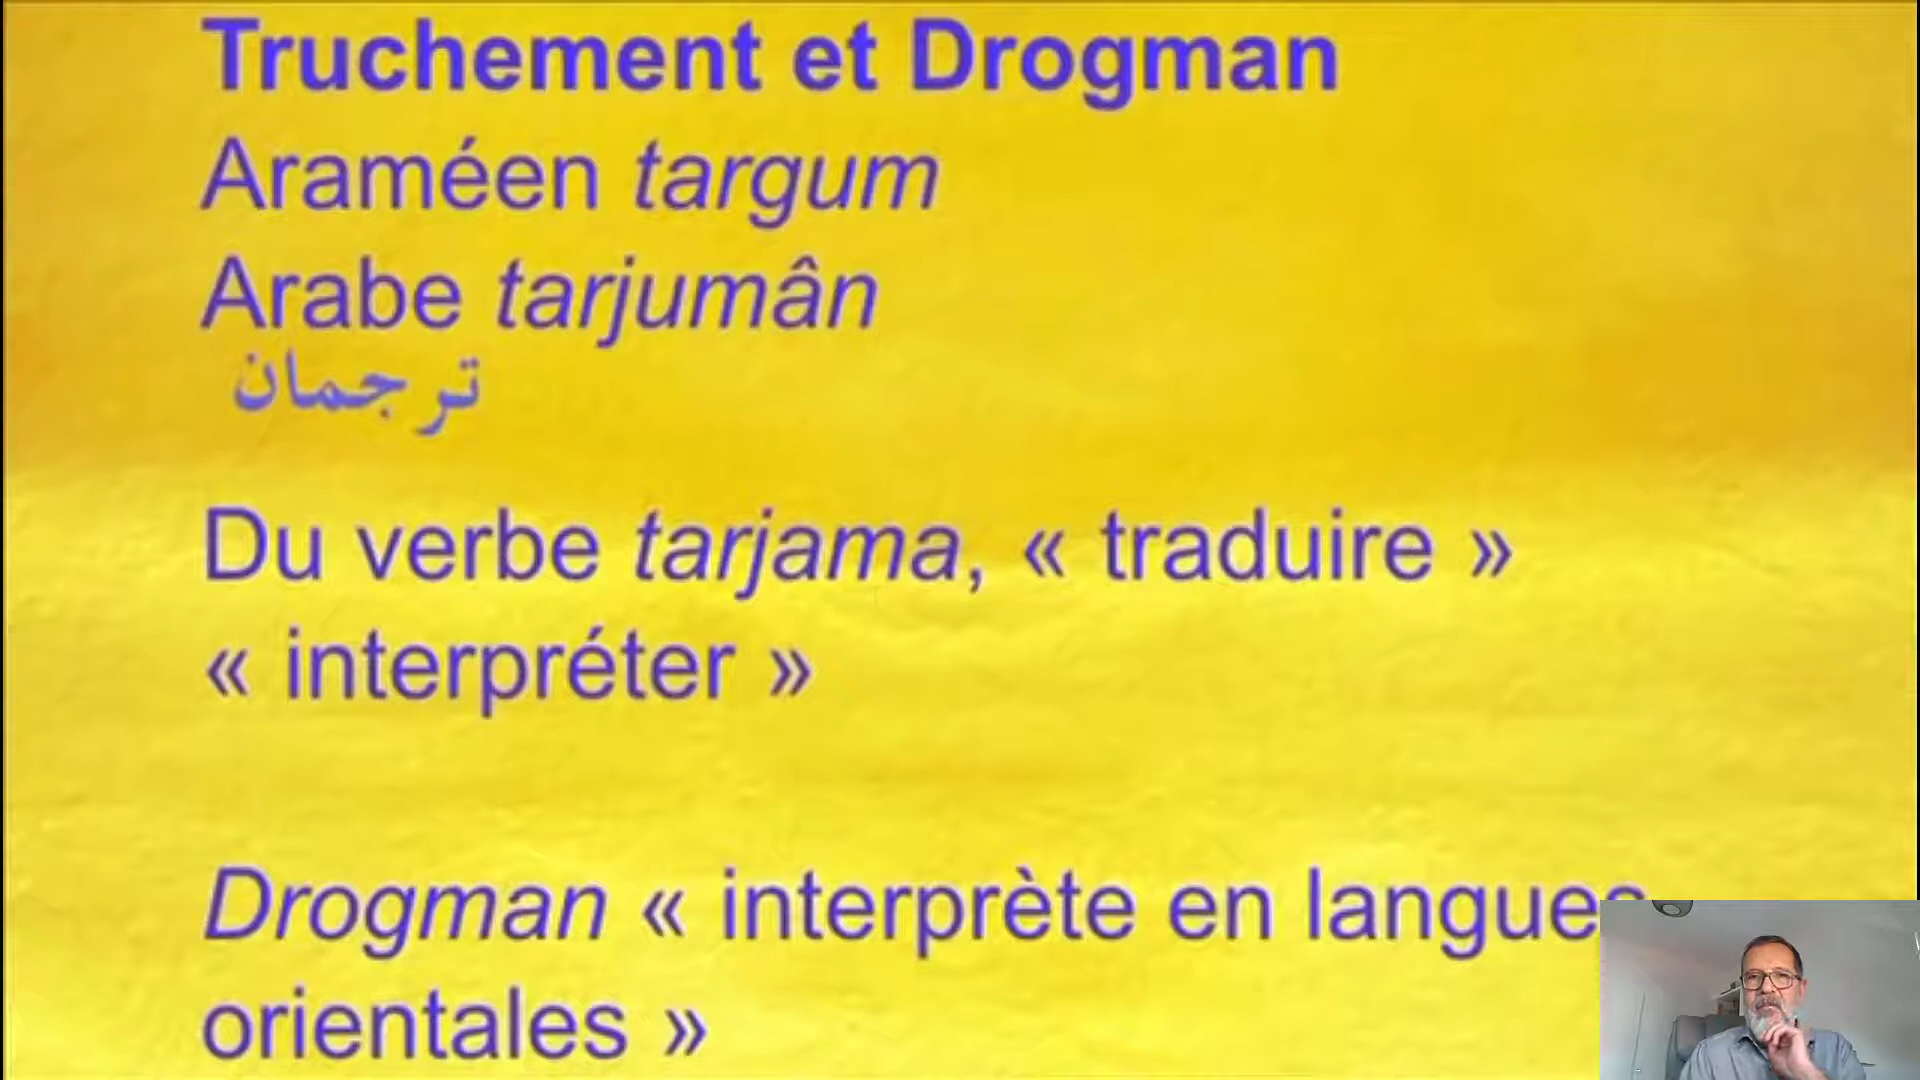 Truchement et Drogman
Araméen targum
Arabe tarjumân
ترجمان
Du verbe tarjama, « traduire »
« interpréter »
Drogman « interprète en langues
orientales »